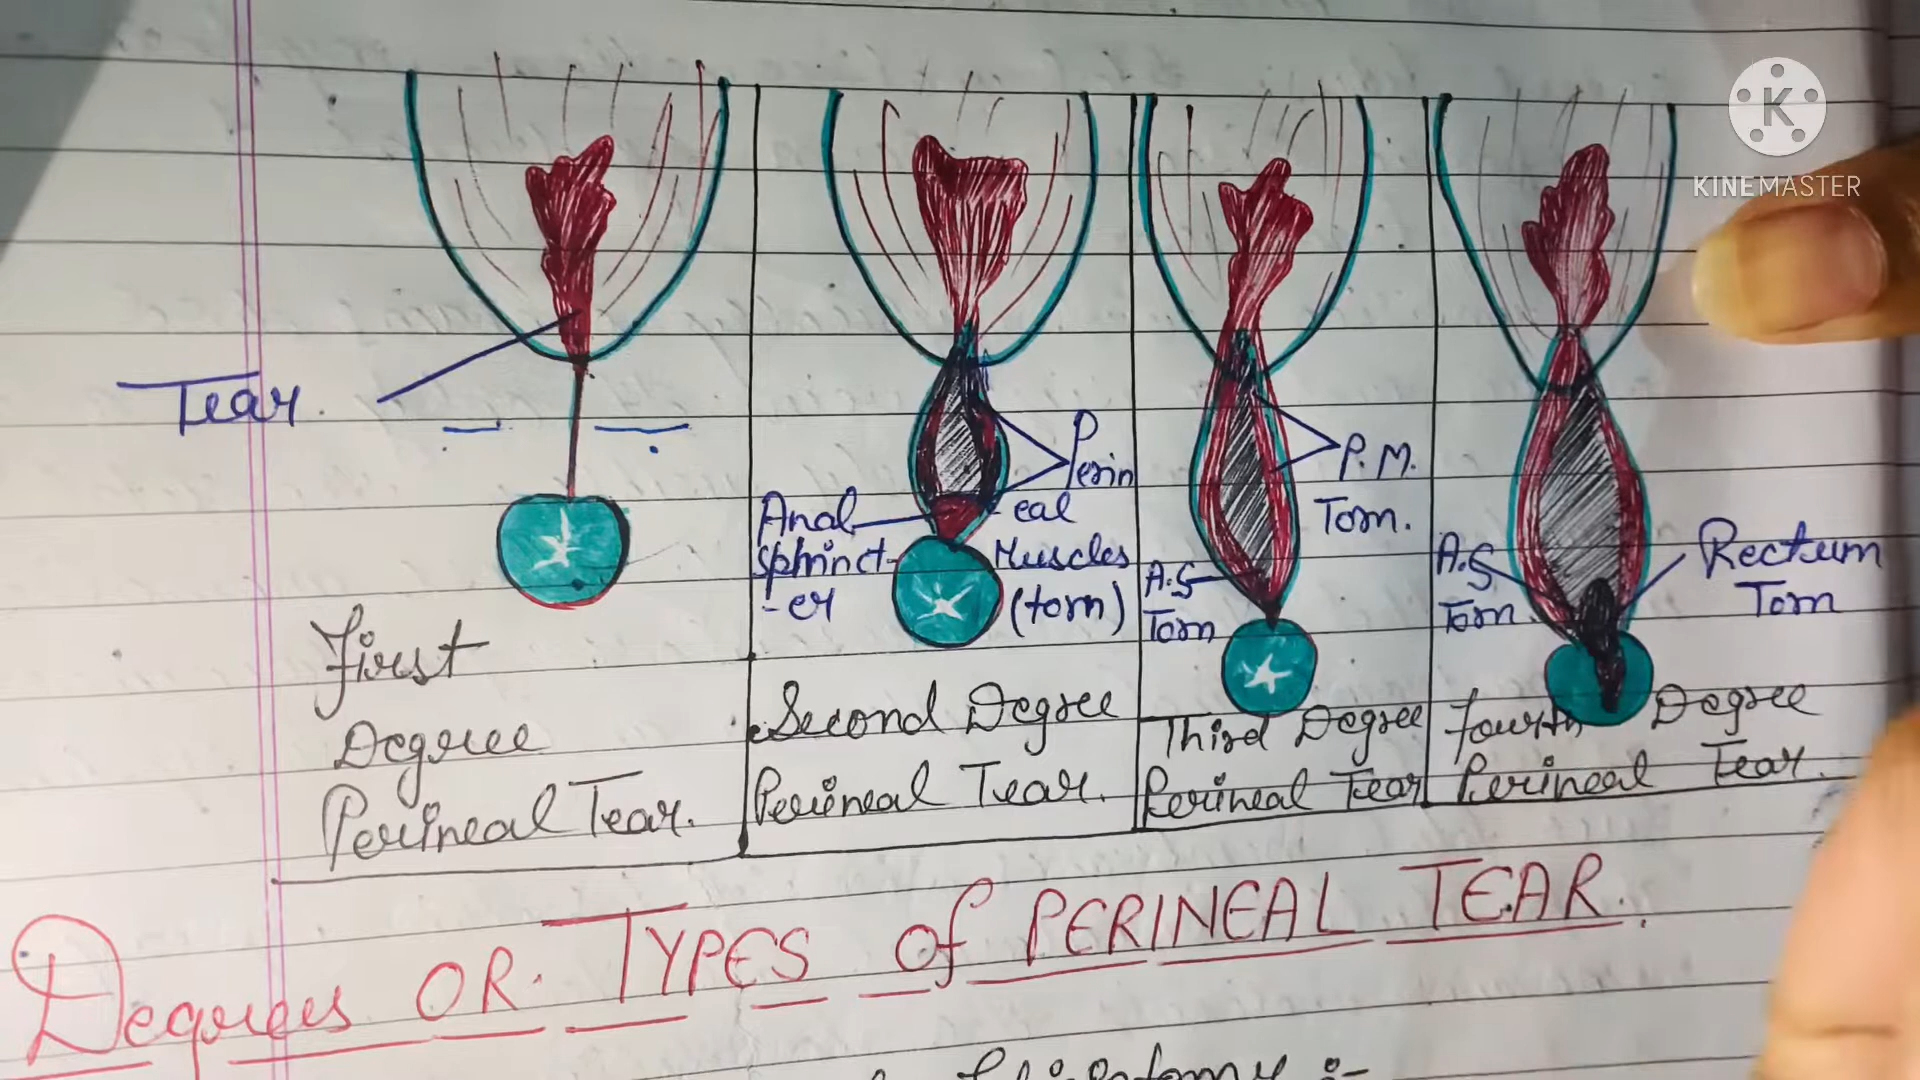 Tear.
Anal
Sphinct-
-er
Perin
-eal
Muscles
(torn)
P.M.
Torn.
A.S
Torn
A.S
Torn.
Rectum
Torn
First
Degree
Perineal Tear.
Second Degree
Perineal Tear.
Third Degree
Perineal Tear
Fourth Degree
Perineal Tear.
Degrees OR. TYPES of PERINEAL TEAR.
KINEMASTER